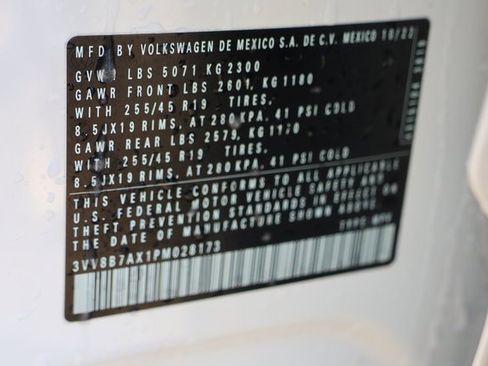 MFD BY VOLKSWAGEN DE MEXICO S.A. DE C.V. MEXICO 10/22
GVW LBS 5071 KG 2300
GAWR FRONT LBS 2601, KG 1180
WITH 255/45 R19 TIRES.
8.5JX19 RIMS, AT 280 KPA, 41 PSI COLD
GAWR REAR LBS 2579, KG
WITH 255/45 R19 TIRES.
8.5JX19 RIMS, AT 280 KPA, 41 PSI COLD
THIS VEHICLE CONFORMS TO ALL APPLICABLE
U.S. FEDERAL MOTOR VEHICLE SAFETY AND
THEFT PREVENTION STANDARDS IN EFFECT ON
THE DATE OF MANUFACTURE SHOWN ABOVE
3VV8B7AX1PM028173